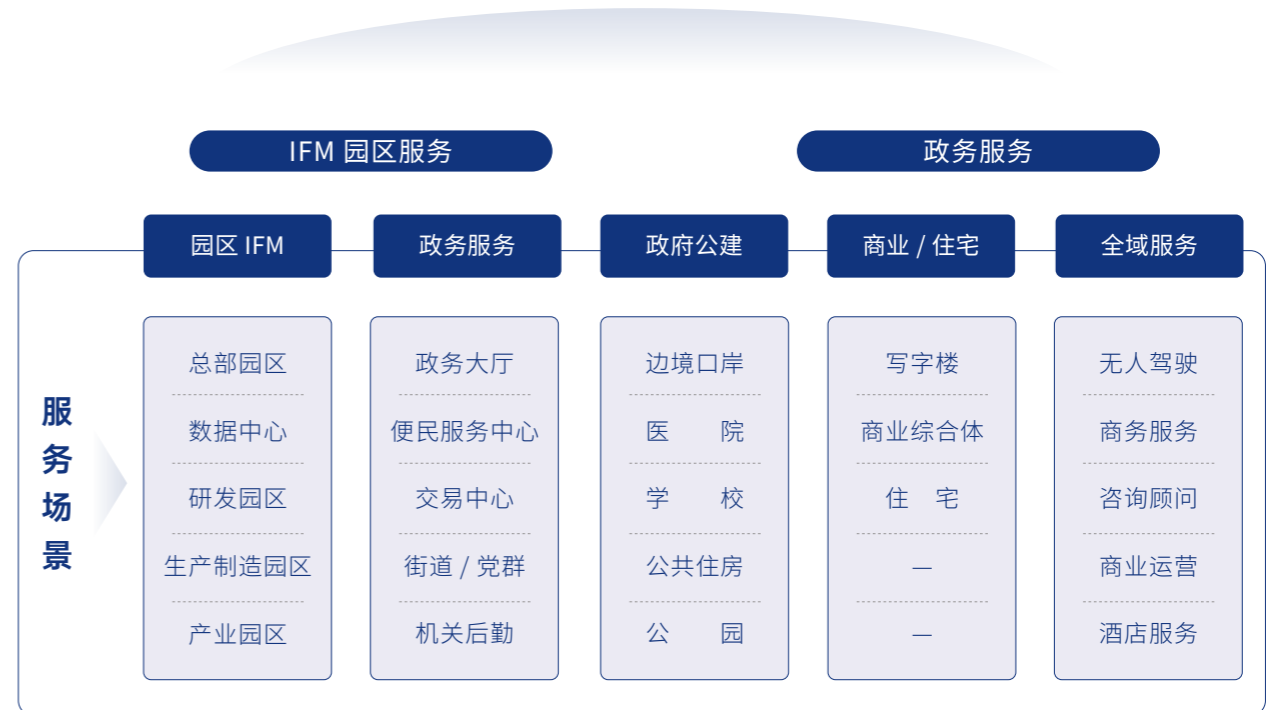 IFM 园区服务
政务服务
园区 IFM
政务服务
政府公建
商业 / 住宅
全域服务
服务场景
总部园区
政务大厅
边境口岸
写字楼
无人驾驶
数据中心
便民服务中心
医 院
商业综合体
商务服务
研发园区
交易中心
学 校
住 宅
咨询顾问
生产制造园区
街道 / 党群
公共住房
—
商业运营
产业园区
机关后勤
公 园
—
酒店服务